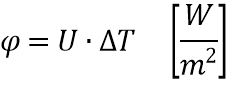 φ = U · ΔT [W/m²]